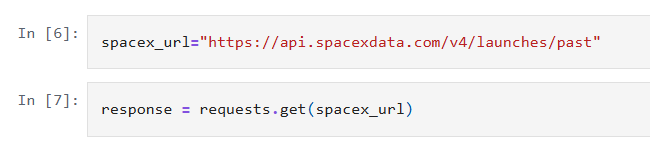 In [6]: spacex_url="https://api.spacexdata.com/v4/launches/past"
In [7]: response = requests.get(spacex_url)